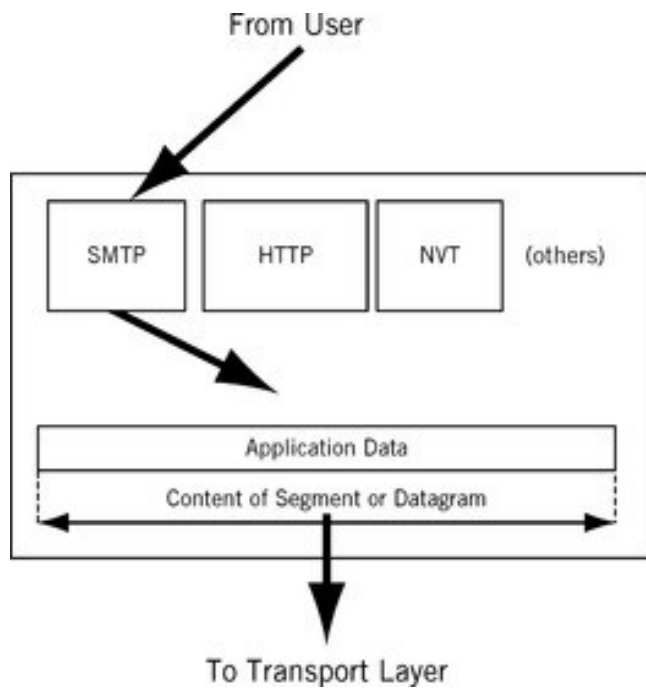 From User
SMTP
HTTP
NVT
(others)
Application Data
Content of Segment or Datagram
To Transport Layer